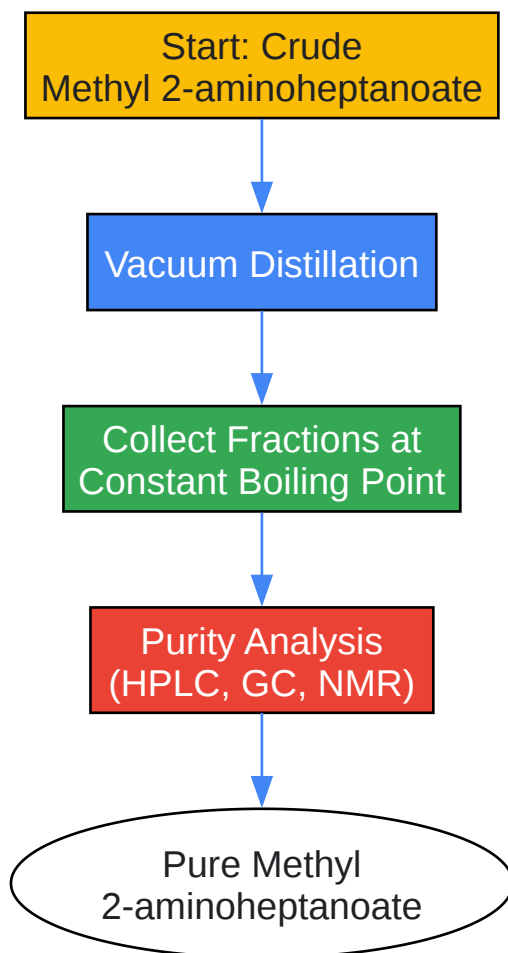 Start: Crude
Methyl 2-aminoheptanoate
Vacuum Distillation
Collect Fractions at
Constant Boiling Point
Purity Analysis
(HPLC, GC, NMR)
Pure Methyl
2-aminoheptanoate